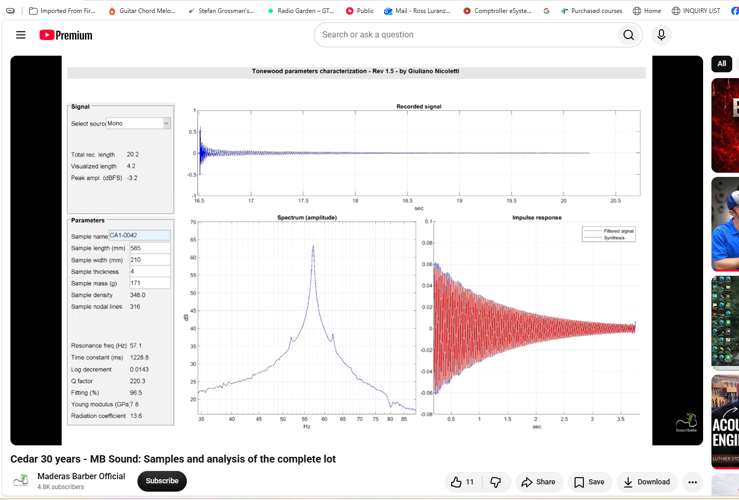 Imported From Fir...
Guitar Chord Melo...
Stefan Grossman's...
Radio Garden – GT...
Public
Mail - Ross Luranz...
Comptroller eSyste...
Purchased courses
Home
INQUIRY LIST
Premium
Search or ask a question
All
Tonewood parameters characterization - Rev 1.5 - by Giuliano Nicoletti
Signal
Select source Mono
Total rec. length 20.2
Visualized length 4.2
Peak ampl. (dBFS) -3.2
Recorded signal
1
0.5
0
-0.5
-1
16.5 17 17.5 18 18.5 19 19.5 20 20.5
sec
Parameters
Sample name CA1-0042
Sample length (mm) 585
Sample width (mm) 210
Sample thickness 4
Sample mass (g) 171
Sample density 348.0
Sample nodal lines 316
Resonance freq (Hz) 57.1
Time constant (ms) 1228.8
Log decrement 0.0143
Q factor 220.3
Fitting (%) 96.5
Young modulus (GPa) 7.8
Radiation coefficient 13.6
Spectrum (amplitude)
dB
70
65
60
55
50
45
40
35
30
25
20
35 40 45 50 55 60 65 70 75 80 85
Hz
Impulse response
Filtered signal
Synthesis
0.1
0.08
0.06
0.04
0.02
0
-0.02
-0.04
-0.06
-0.08
0.5 1 1.5 2 2.5 3 3.5
sec
Cedar 30 years - MB Sound: Samples and analysis of the complete lot
Maderas Barber Official
4.8K subscribers
Subscribe
11
Share
Save
Download
ACOU
ENGIN
LUTHIER STO